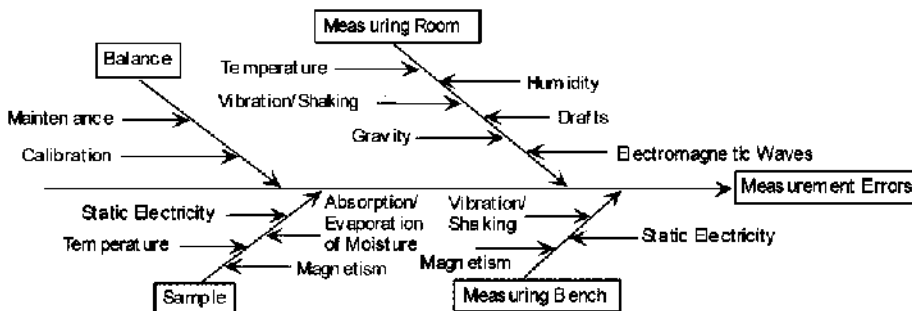 Measuring Room
Balance
Temperature
Humidity
Vibration/Shaking
Maintenance
Drafts
Gravity
Calibration
Electromagnetic Waves
Measurement Errors
Static Electricity
Absorption/
Evaporation
of Moisture
Vibration/
Shaking
Temperature
Static Electricity
Magnetism
Magnetism
Sample
Measuring Bench